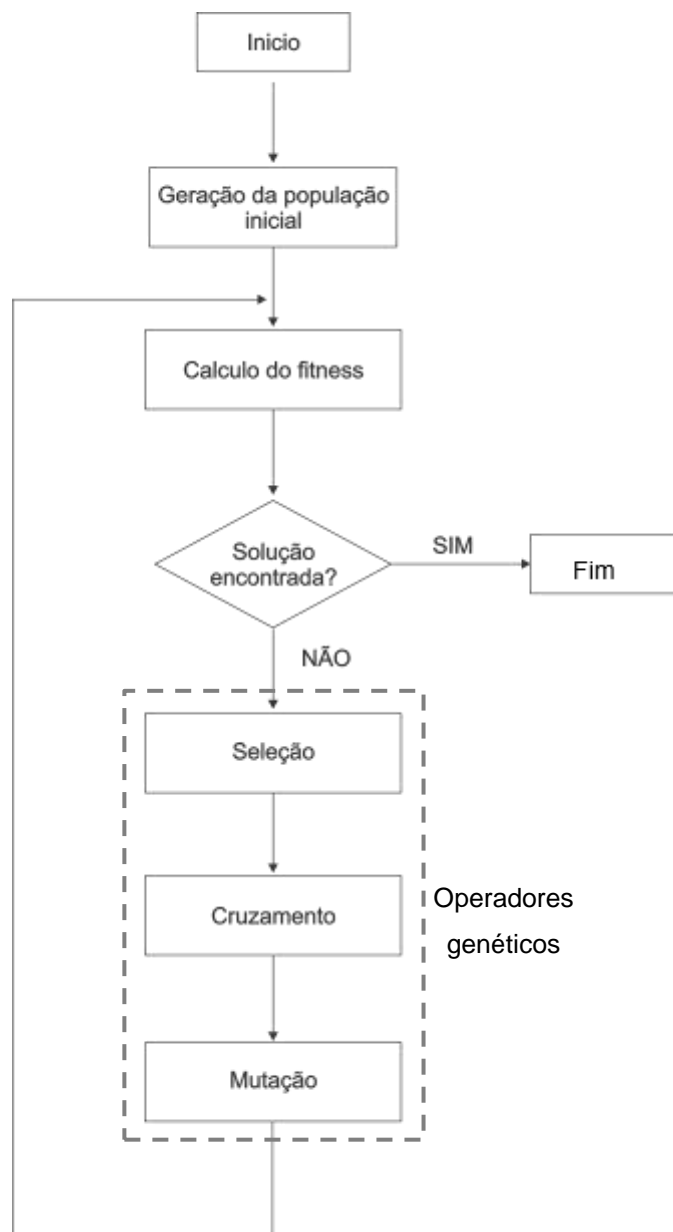 Inicio
Geração da população
inicial
Calculo do fitness
Solução
encontrada?
SIM
Fim
NÃO
Seleção
Cruzamento
Operadores
genéticos
Mutação